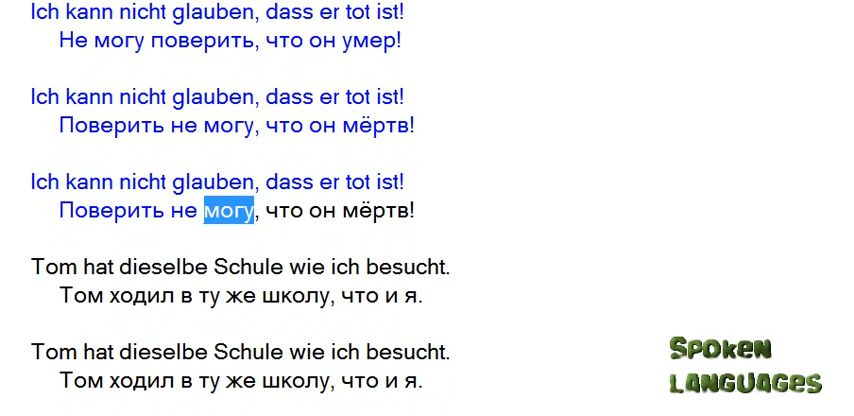 Ich kann nicht glauben, dass er tot ist!
Не могу поверить, что он умер!
Ich kann nicht glauben, dass er tot ist!
Поверить не могу, что он мёртв!
Ich kann nicht glauben, dass er tot ist!
Поверить не могу, что он мёртв!
Tom hat dieselbe Schule wie ich besucht.
Том ходил в ту же школу, что и я.
Tom hat dieselbe Schule wie ich besucht.
Том ходил в ту же школу, что и я.
SPOKEN
LANGUAGES